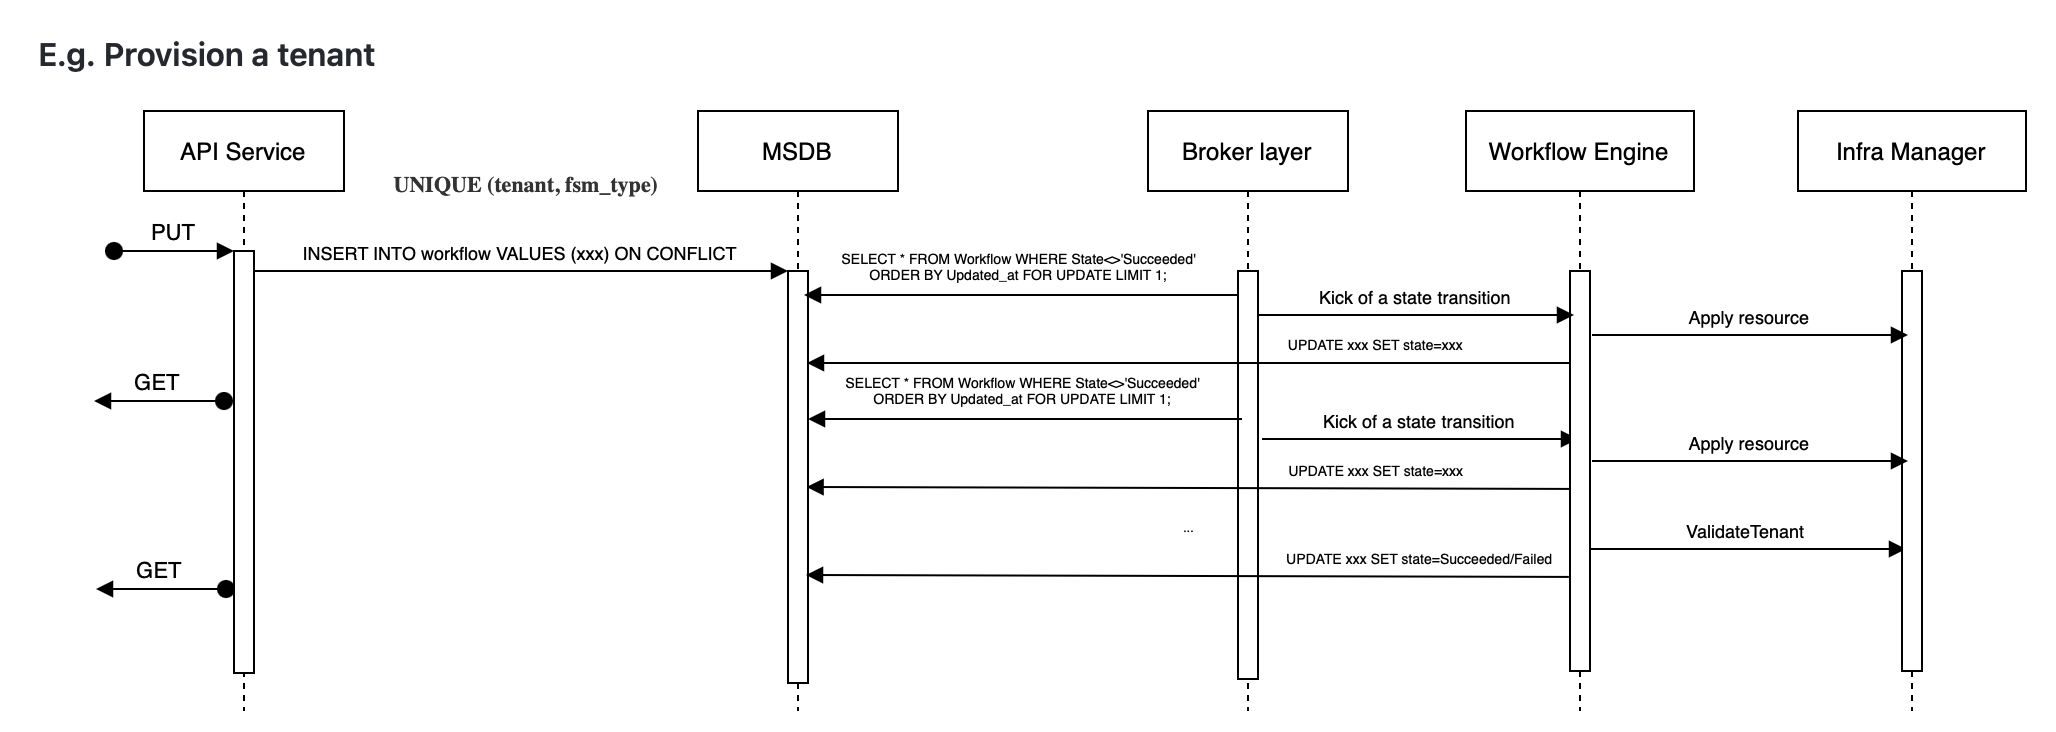 E.g. Provision a tenant
API Service
MSDB
Broker layer
Workflow Engine
Infra Manager
UNIQUE (tenant, fsm_type)
PUT
INSERT INTO workflow VALUES (xxx) ON CONFLICT
SELECT * FROM Workflow WHERE State<>'Succeeded'
ORDER BY Updated_at FOR UPDATE LIMIT 1;
Kick of a state transition
Apply resource
UPDATE xxx SET state=xxx
GET
SELECT * FROM Workflow WHERE State<>'Succeeded'
ORDER BY Updated_at FOR UPDATE LIMIT 1;
Kick of a state transition
Apply resource
UPDATE xxx SET state=xxx
...
ValidateTenant
UPDATE xxx SET state=Succeeded/Failed
GET